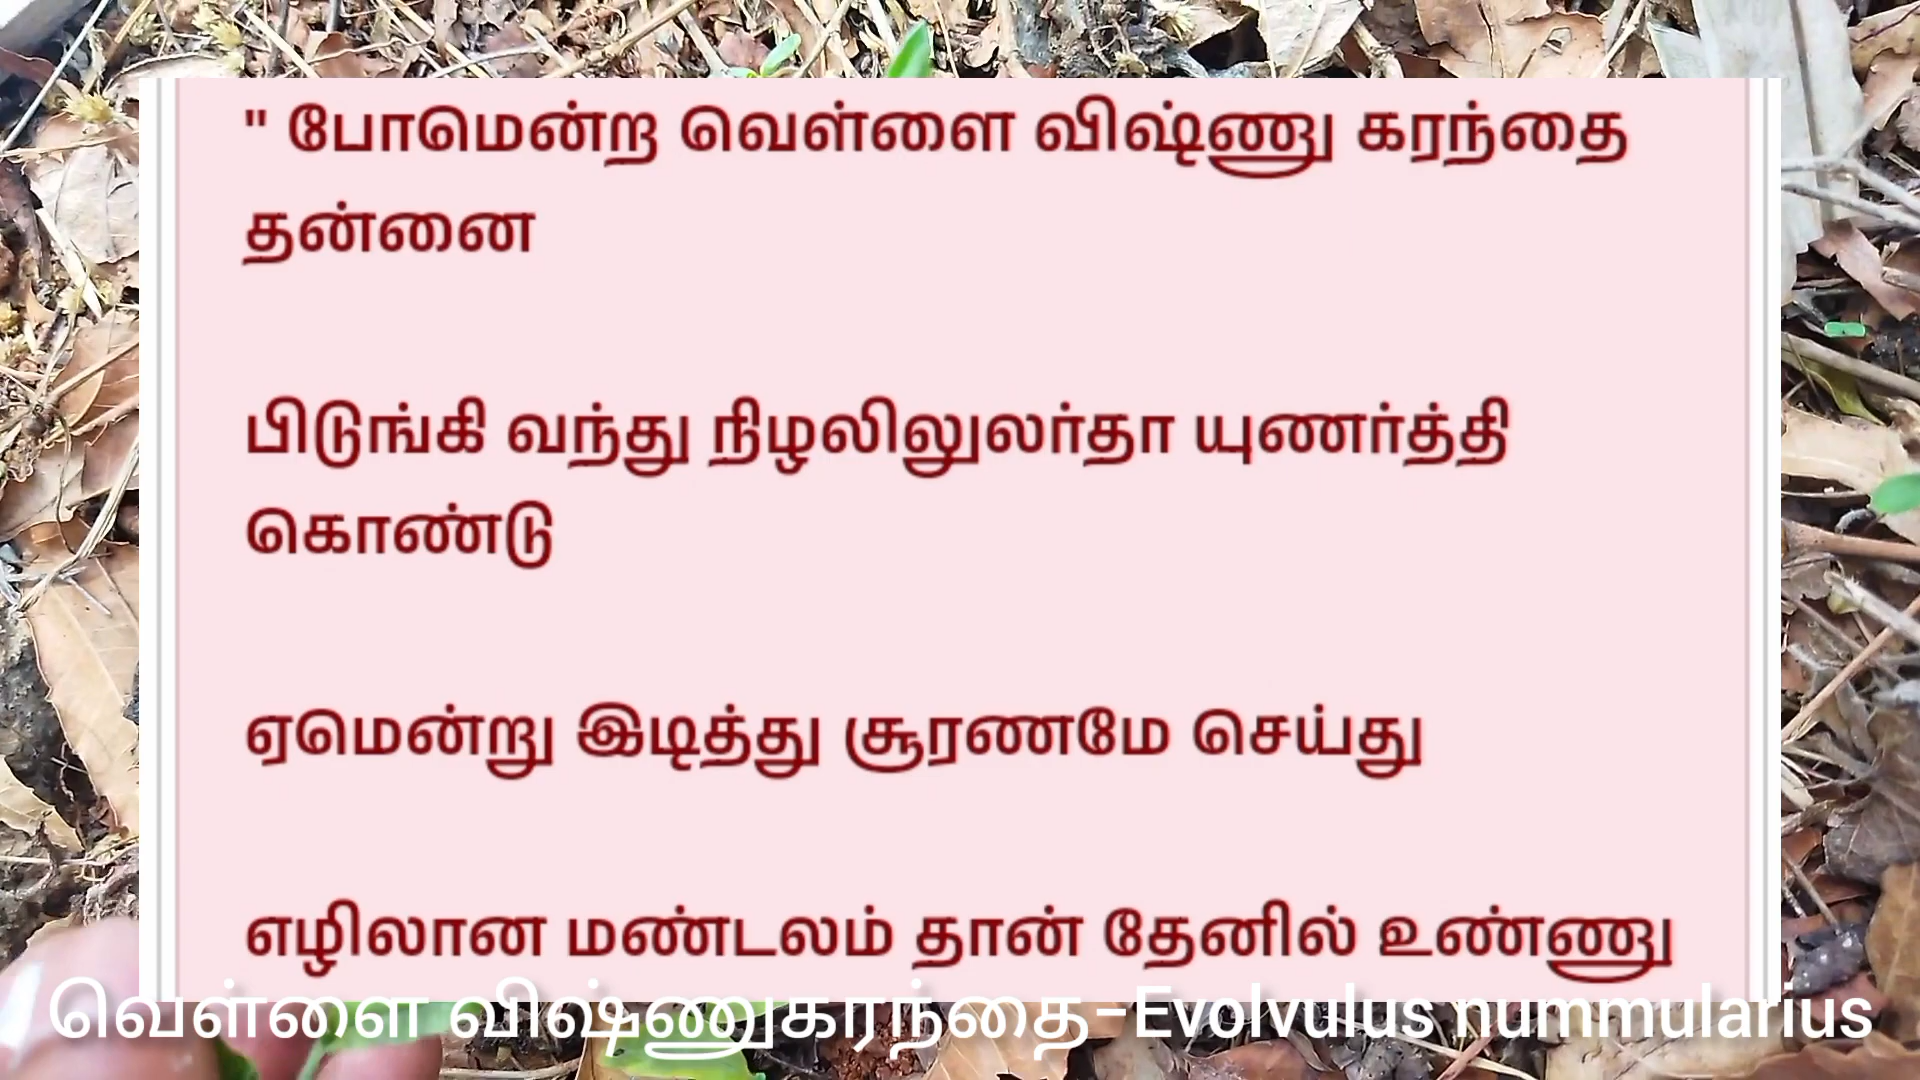 " போமென்ற வெள்ளை விஷ்ணு கரந்தை
தன்னை
பிடுங்கி வந்து நிழலிலுலர்தா யுணர்த்தி
கொண்டு
ஏமென்று இடித்து சூரணமே செய்து
எழிலான மண்டலம் தான் தேனில் உண்ணு
வெள்ளை விஷ்ணுகரந்தை-Evolvulus nummularius